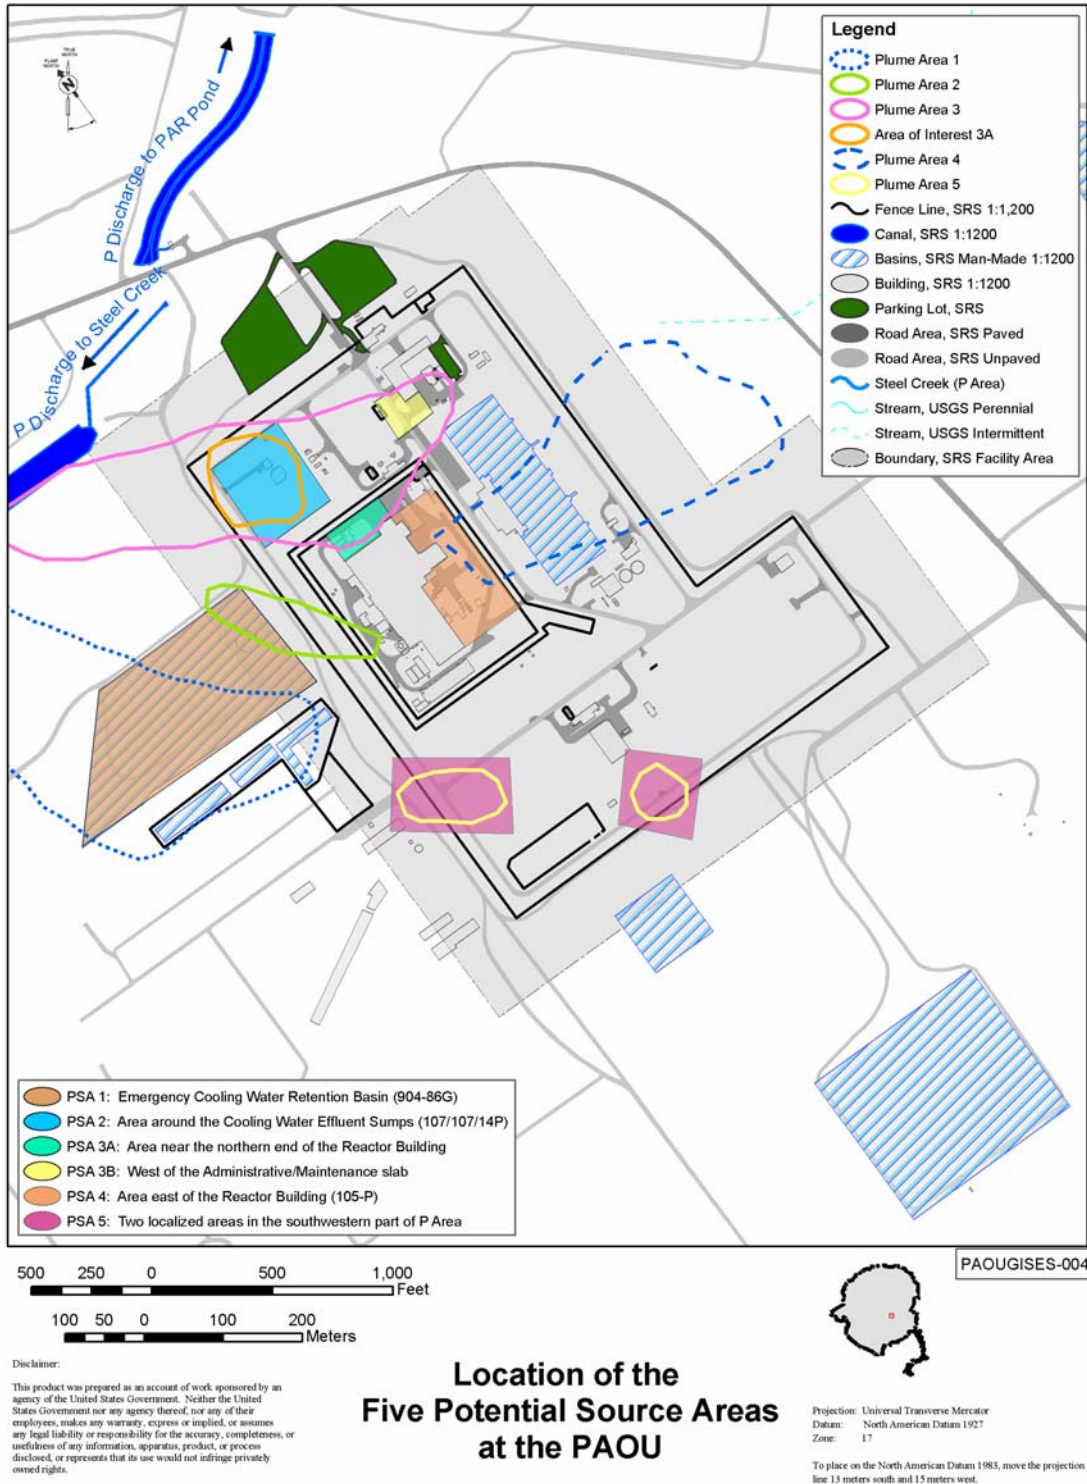 TRUE
NORTH
PLANT
NORTH
N
P Discharge to PAR Pond
P Discharge to Steel Creek
Legend
Plume Area 1
Plume Area 2
Plume Area 3
Area of Interest 3A
Plume Area 4
Plume Area 5
Fence Line, SRS 1:1,200
Canal, SRS 1:1200
Basins, SRS Man-Made 1:1200
Building, SRS 1:1200
Parking Lot, SRS
Road Area, SRS Paved
Road Area, SRS Unpaved
Steel Creek (P Area)
Stream, USGS Perennial
Stream, USGS Intermittent
Boundary, SRS Facility Area
PSA 1: Emergency Cooling Water Retention Basin (904-86G)
PSA 2: Area around the Cooling Water Effluent Sumps (107/107/14P)
PSA 3A: Area near the northern end of the Reactor Building
PSA 3B: West of the Administrative/Maintenance slab
PSA 4: Area east of the Reactor Building (105-P)
PSA 5: Two localized areas in the southwestern part of P Area
500 250 0 500 1,000
Feet
100 50 0 100 200
Meters
PAOUGISES-004
Disclaimer:
This product was prepared as an account of work sponsored by an
agency of the United States Government. Neither the United
States Government nor any agency thereof, nor any of their
employees, makes any warranty, express or implied, or assumes
any legal liability or responsibility for the accuracy, completeness, or
usefulness of any information, apparatus, product, or process
disclosed, or represents that its use would not infringe privately
owned rights.
Location of the
Five Potential Source Areas
at the PAOU
Projection: Universal Transverse Mercator
Datum: North American Datum 1927
Zone: 17
To place on the North American Datum 1983, move the projection
line 13 meters south and 15 meters west.